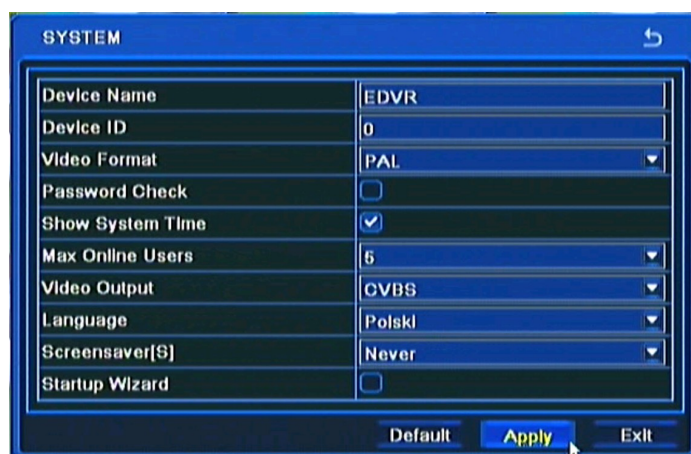 SYSTEM
Device Name EDVR
Device ID 0
Video Format PAL
Password Check
Show System Time
Max Online Users 5
Video Output CVBS
Language Polski
Screensaver[S] Never
Startup Wizard
Default Apply Exit